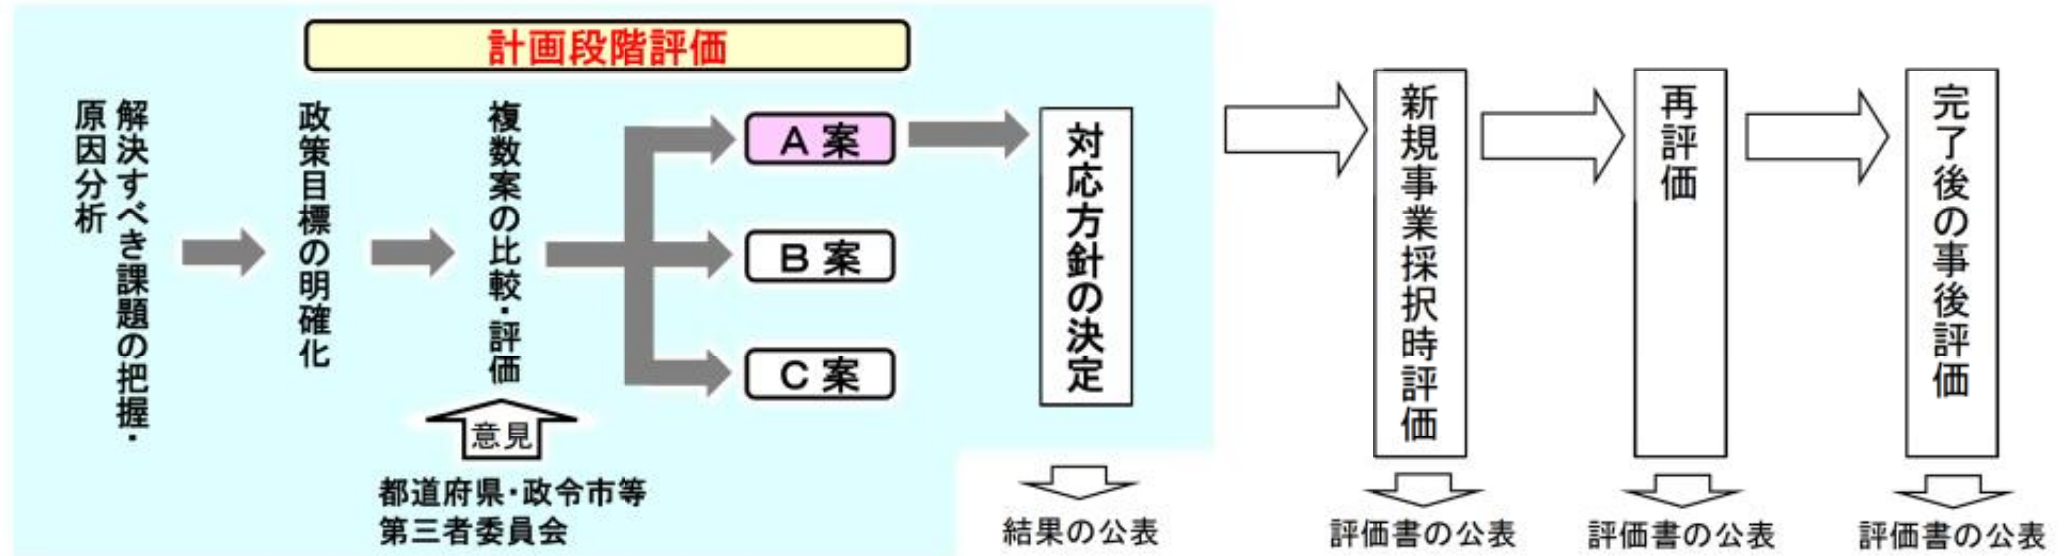 計画段階評価
解決すべき課題の把握・
原因分析
政策目標の明確化
複数案の比較・評価
意見
都道府県・政令市等
第三者委員会
A案
B案
C案
対応方針の決定
結果の公表
新規事業採択時評価
評価書の公表
再評価
評価書の公表
完了後の事後評価
評価書の公表